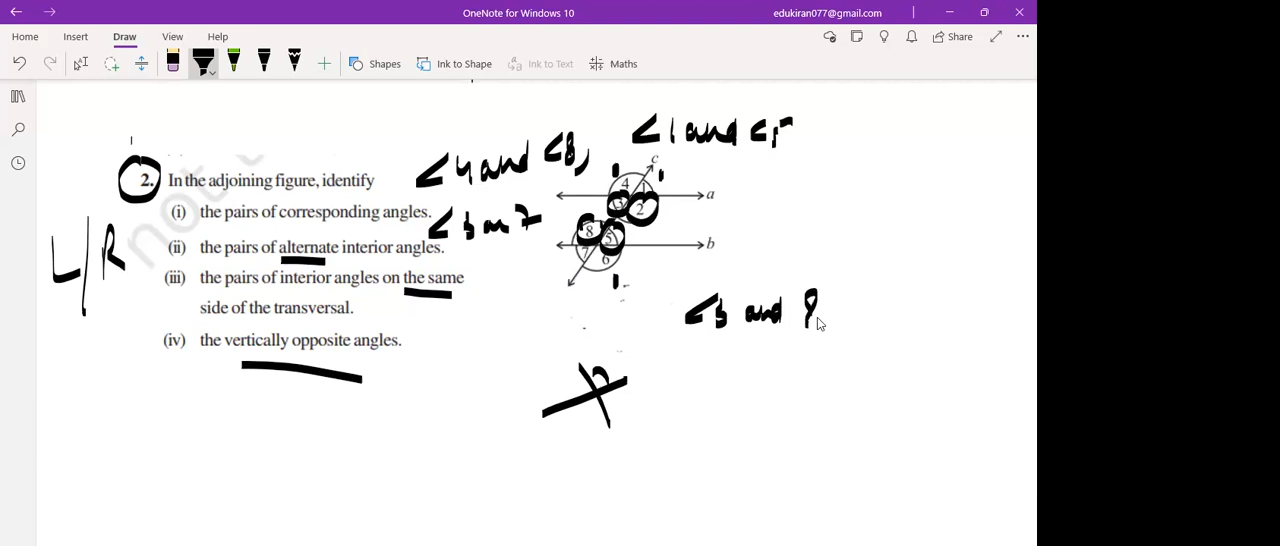 OneNote for Windows 10
edukiran077@gmail.com
Home Insert Draw View Help
Share
Shapes Ink to Shape Ink to Text Maths
<1 and <5
<4 and <8,
c
2. In the adjoining figure, identify
4 1
a
(i) the pairs of corresponding angles.
3 2
<3 an 7
8
L/R
(ii) the pairs of alternate interior angles.
5
b
7 6
(iii) the pairs of interior angles on the same
side of the transversal.
<3 and 8
(iv) the vertically opposite angles.